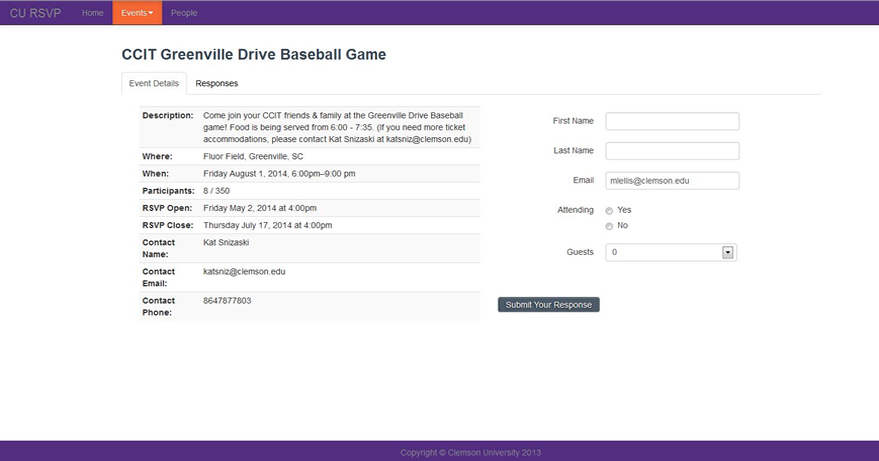 CU RSVP Home Events People
CCIT Greenville Drive Baseball Game
Event Details Responses
Description: Come join your CCIT friends & family at the Greenville Drive Baseball
game! Food is being served from 6:00 - 7:35. (If you need more ticket
accommodations, please contact Kat Snizaski at katsniz@clemson.edu)
Where: Fluor Field, Greenville, SC
When: Friday August 1, 2014, 6:00pm–9:00 pm
Participants: 8 / 350
RSVP Open: Friday May 2, 2014 at 4:00pm
RSVP Close: Thursday July 17, 2014 at 4:00pm
Contact Kat Snizaski
Name:
Contact katsniz@clemson.edu
Email:
Contact 8647877803
Phone:
First Name
Last Name
Email mlellis@clemson.edu
Attending Yes
No
Guests 0
Submit Your Response
Copyright © Clemson University 2013